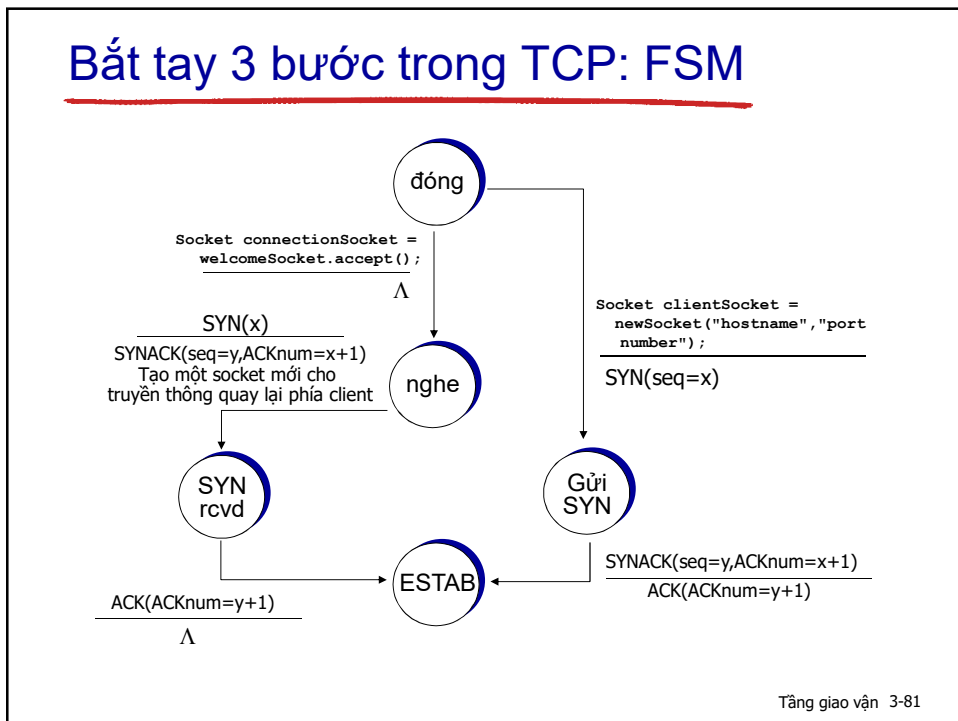 Bắt tay 3 bước trong TCP: FSM
đóng
Socket connectionSocket =
welcomeSocket.accept();
Λ
Socket clientSocket =
newSocket("hostname","port
number");
SYN(seq=x)
SYN(x)
SYNACK(seq=y,ACKnum=x+1)
Tạo một socket mới cho
truyền thông quay lại phía client
nghe
SYN
rcvd
Gửi
SYN
SYNACK(seq=y,ACKnum=x+1)
ACK(ACKnum=y+1)
ESTAB
ACK(ACKnum=y+1)
Λ
Tầng giao vận 3-81